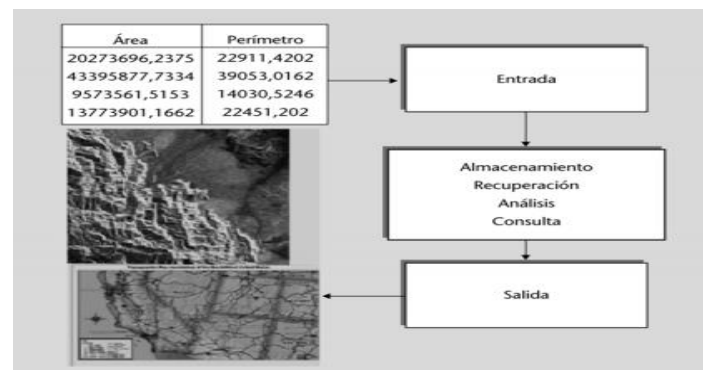 Área Perímetro
20273696,2375 22911,4202
43395877,7334 39053,0162
9573561,5153 14030,5246
13773901,1662 22451,202
Entrada
Almacenamiento
Recuperación
Análisis
Consulta
Salida